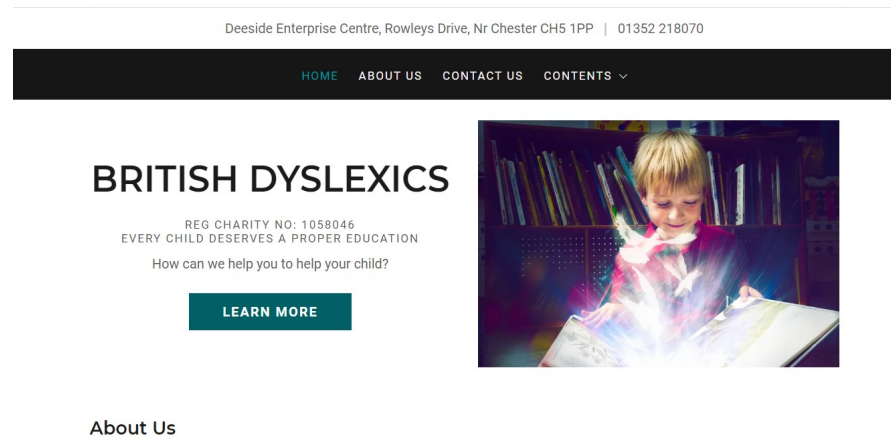 Deeside Enterprise Centre, Rowleys Drive, Nr Chester CH5 1PP | 01352 218070
HOME ABOUT US CONTACT US CONTENTS
BRITISH DYSLEXICS
REG CHARITY NO: 1058046
EVERY CHILD DESERVES A PROPER EDUCATION
How can we help you to help your child?
LEARN MORE
About Us